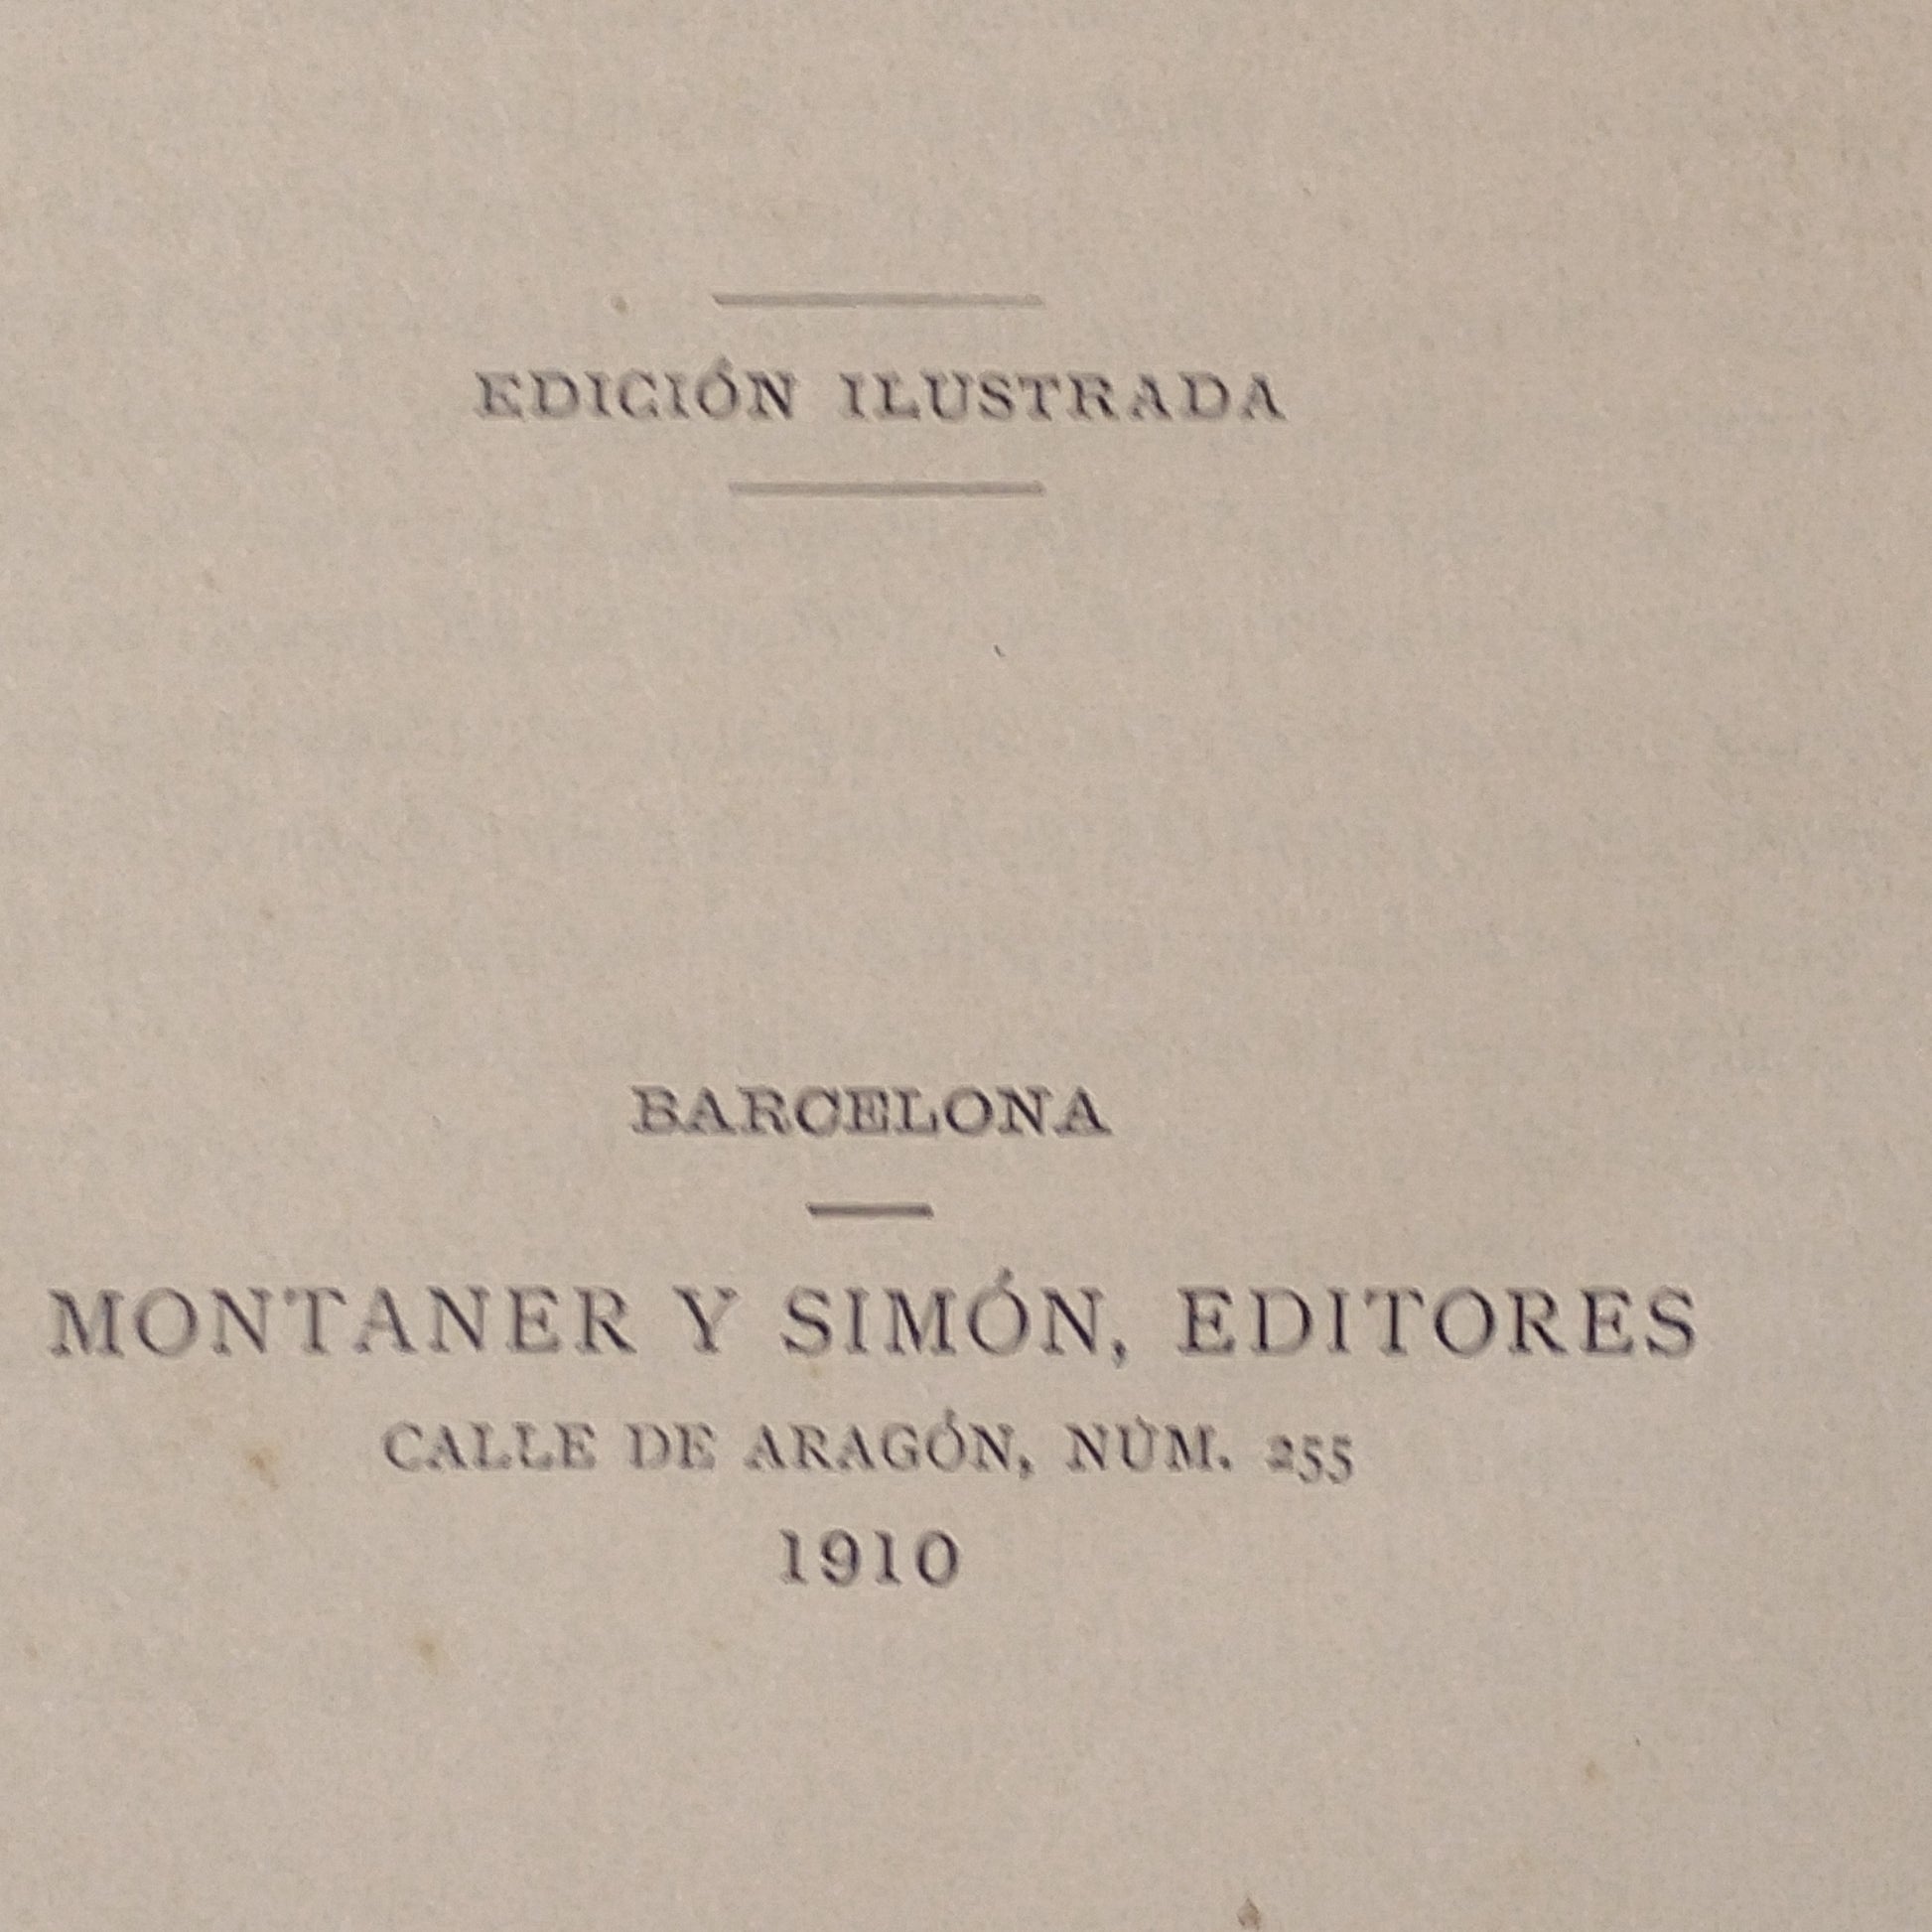 EDICIÓN ILUSTRADA
BARCELONA
MONTANER Y SIMÓN, EDITORES
CALLE DE ARAGÓN, NÚM. 255
1910